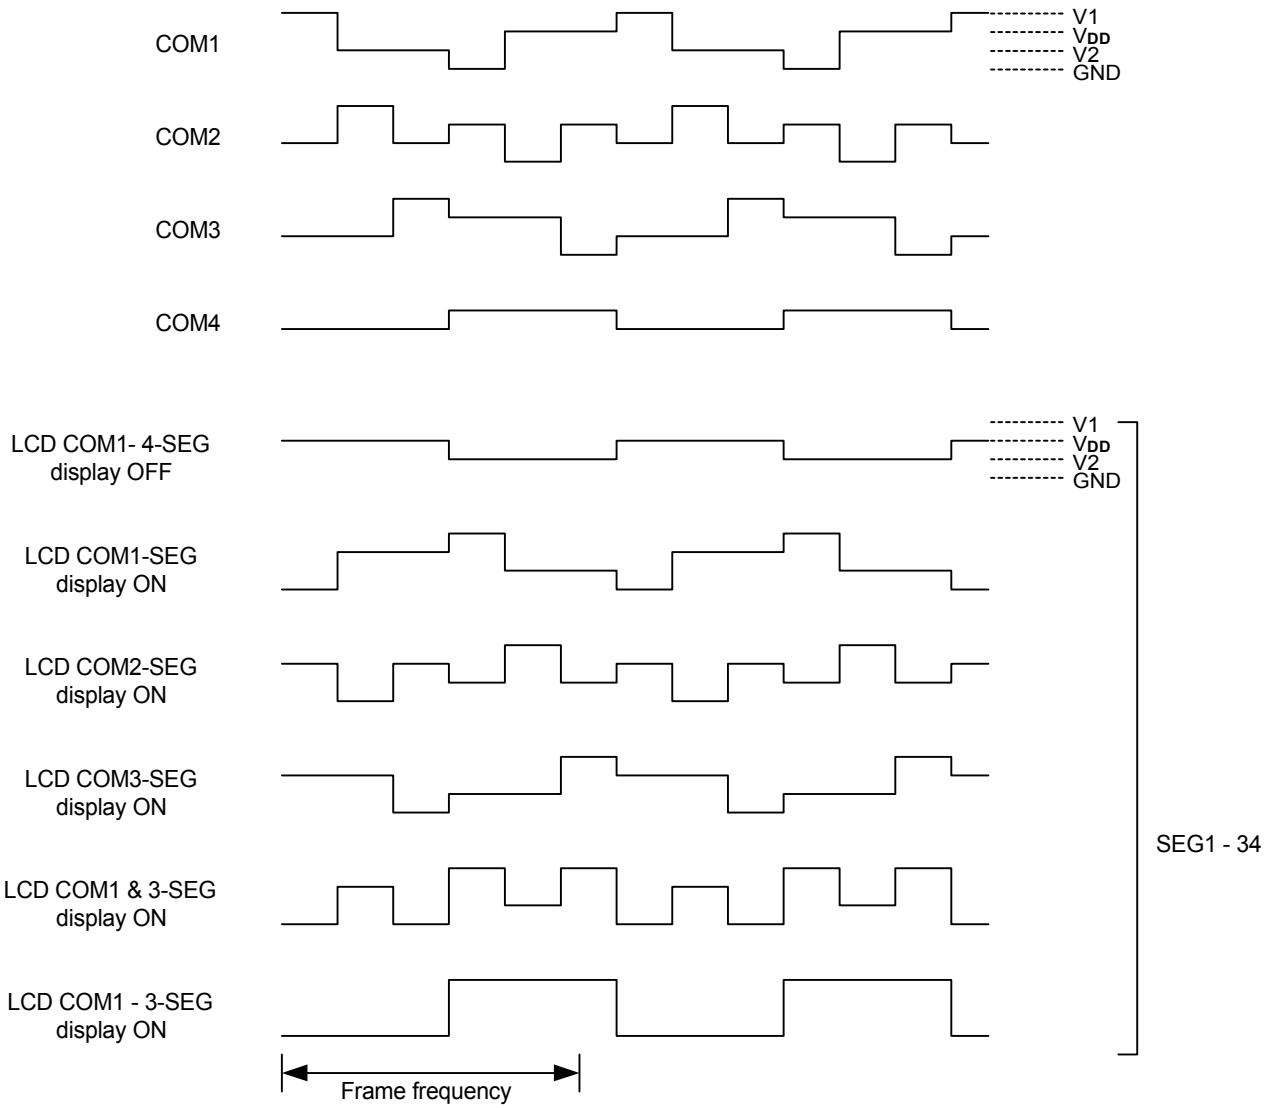 COM1
V1
VDD
V2
GND
COM2
COM3
COM4
LCD COM1- 4-SEG
display OFF
V1
VDD
V2
GND
LCD COM1-SEG
display ON
LCD COM2-SEG
display ON
LCD COM3-SEG
display ON
SEG1 - 34
LCD COM1 & 3-SEG
display ON
LCD COM1 - 3-SEG
display ON
Frame frequency